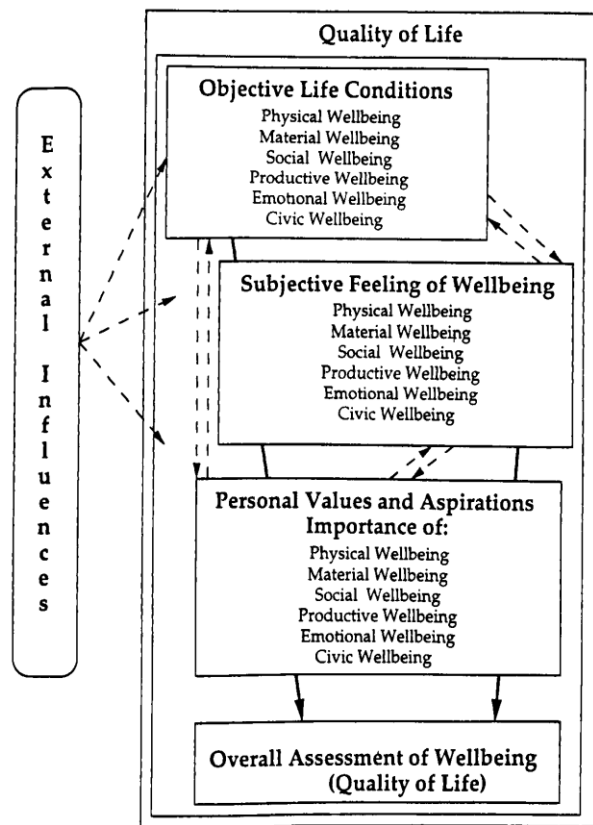 External Influences
Quality of Life
Objective Life Conditions
Physical Wellbeing
Material Wellbeing
Social Wellbeing
Productive Wellbeing
Emotional Wellbeing
Civic Wellbeing
Subjective Feeling of Wellbeing
Physical Wellbeing
Material Wellbeing
Social Wellbeing
Productive Wellbeing
Emotional Wellbeing
Civic Wellbeing
Personal Values and Aspirations
Importance of:
Physical Wellbeing
Material Wellbeing
Social Wellbeing
Productive Wellbeing
Emotional Wellbeing
Civic Wellbeing
Overall Assessment of Wellbeing
(Quality of Life)